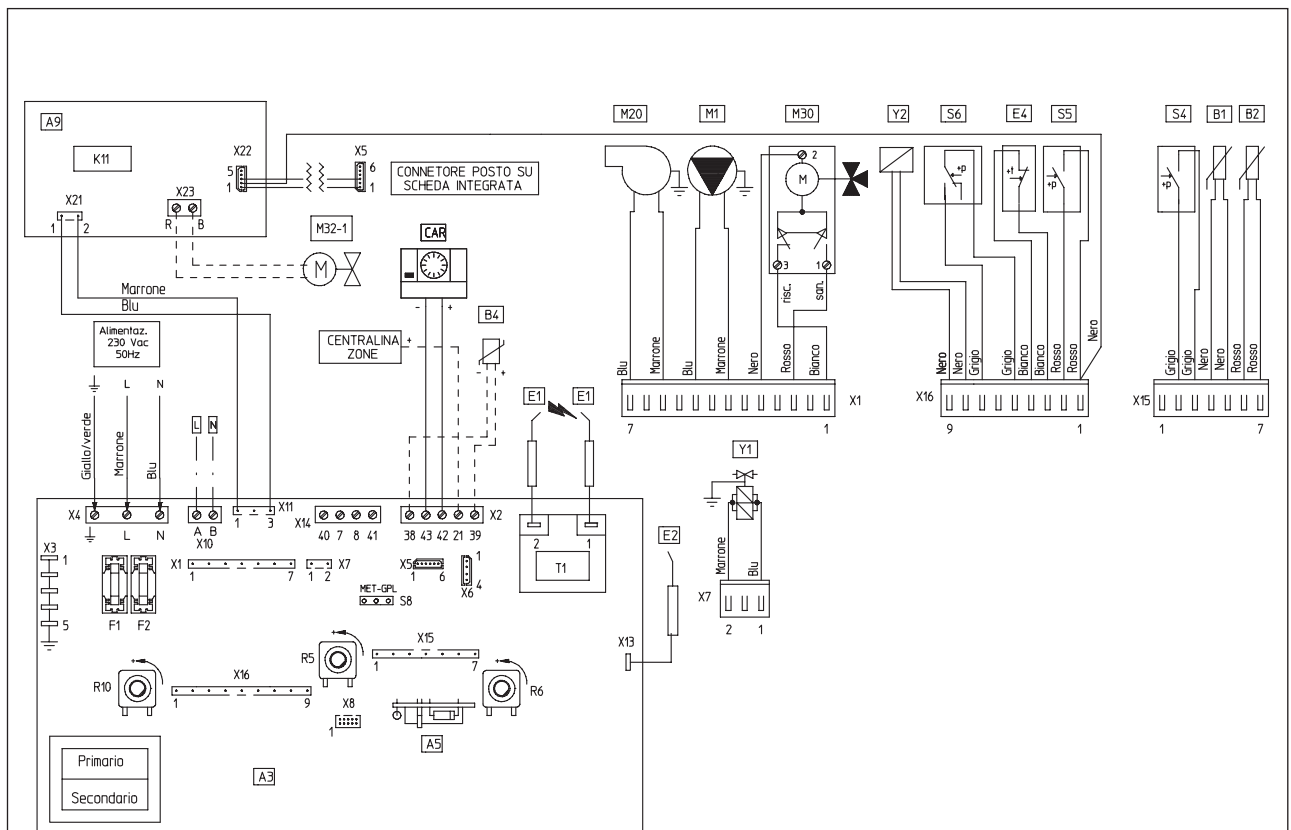 A9
K11
X22
5
1
X5
6
1
CONNETORE POSTO SU
SCHEDA INTEGRATA
X23
R B
X21
1 2
M32-1
M
CAR
- +
Marrone
Blu
Alimentaz.
230 Vac
50Hz
CENTRALINA
ZONE
+
B4
- +
L N
Giallo/verde
Marrone
Blu
L N
M20
M1
M30
2
M
3 1
risc.
san.
Blu
Marrone
Blu
Marrone
Nero
Rosso
Bianco
7 1
X1
Y2
S6
E4
S5
+p
+t
+p
Nero
Nero
Grigio
Grigio
Bianco
Bianco
Rosso
Rosso
Nero
X16
9 1
S4
B1
B2
+p
Grigio
Grigio
Nero
Nero
Rosso
Rosso
X15
1 7
E1
E1
2 1
T1
Y1
Marrone
Blu
X7
2 1
E2
X13
X4
L N
A B
X10
1 3
X11
X14
40 7 8 41
38 43 42 21 39
X2
X3
1
5
F1 F2
X1
1 7
X7
1 2
X5
1 6
X6
1
4
MET-GPL
S8
R5
+
X15
1 7
R10
+
X16
1 9
R6
+
X8
1
A5
A3
Primario
Secondario